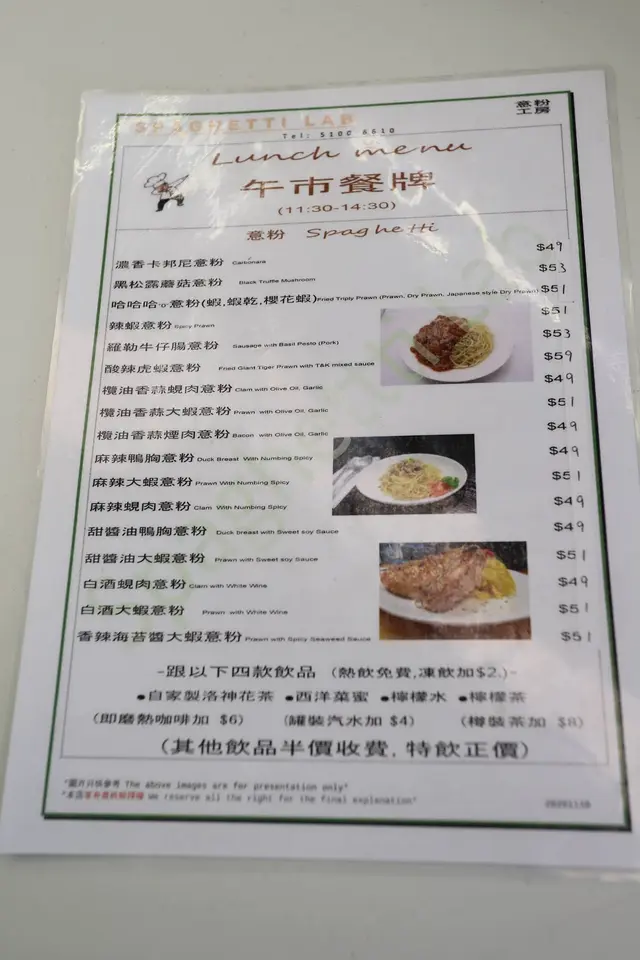 SPAGHETTI LAB
意粉工房
Tel: 5100 6610
Lunch menu
午市餐牌
(11:30-14:30)
意粉 Spaghetti
濃香卡邦尼意粉 Carbonara $49
黑松露蘑菇意粉 Black Truffle Mushroom $53
哈哈哈 意粉(蝦,蝦乾,櫻花蝦) Fried Triply Prawn (Prawn, Dry Prawn, Japanese style Dry Prawn) $51
辣蝦意粉 Spicy Prawn $51
羅勒牛仔腸意粉 Sausage with Basil Pesto (Pork) $53
酸辣虎蝦意粉 Fried Giant Tiger Prawn with T&K mixed sauce $59
欖油香蒜蜆肉意粉 Clam with Olive Oil, Garlic $49
欖油香蒜大蝦意粉 Prawn with Olive Oil, Garlic $51
欖油香蒜煙肉意粉 Bacon with Olive Oil, Garlic $49
麻辣鴨胸意粉 Duck Breast With Numbing Spicy $49
麻辣大蝦意粉 Prawn With Numbing Spicy $51
麻辣蜆肉意粉 Clam With Numbing Spicy $49
甜醬油鴨胸意粉 Duck breast with Sweet soy Sauce $49
甜醬油大蝦意粉 Prawn with Sweet soy Sauce $51
白酒蜆肉意粉 Clam with White Wine $49
白酒大蝦意粉 Prawn with White Wine $51
香辣海苔醬大蝦意粉 Prawn with Spicy Seaweed Sauce $51
-跟以下四款飲品 (熱飲免費,凍飲加$2.)-
●自家製洛神花茶 ●西洋菜蜜 ●檸檬水 ●檸檬茶
(即磨熱咖啡加 $6) (罐裝汽水加 $4) (樽裝茶加 $8)
(其他飲品半價收費, 特飲正價)
"圖片只供參考 The above images are for presentation only"
"本店 we reserve all the right for the final explanation"